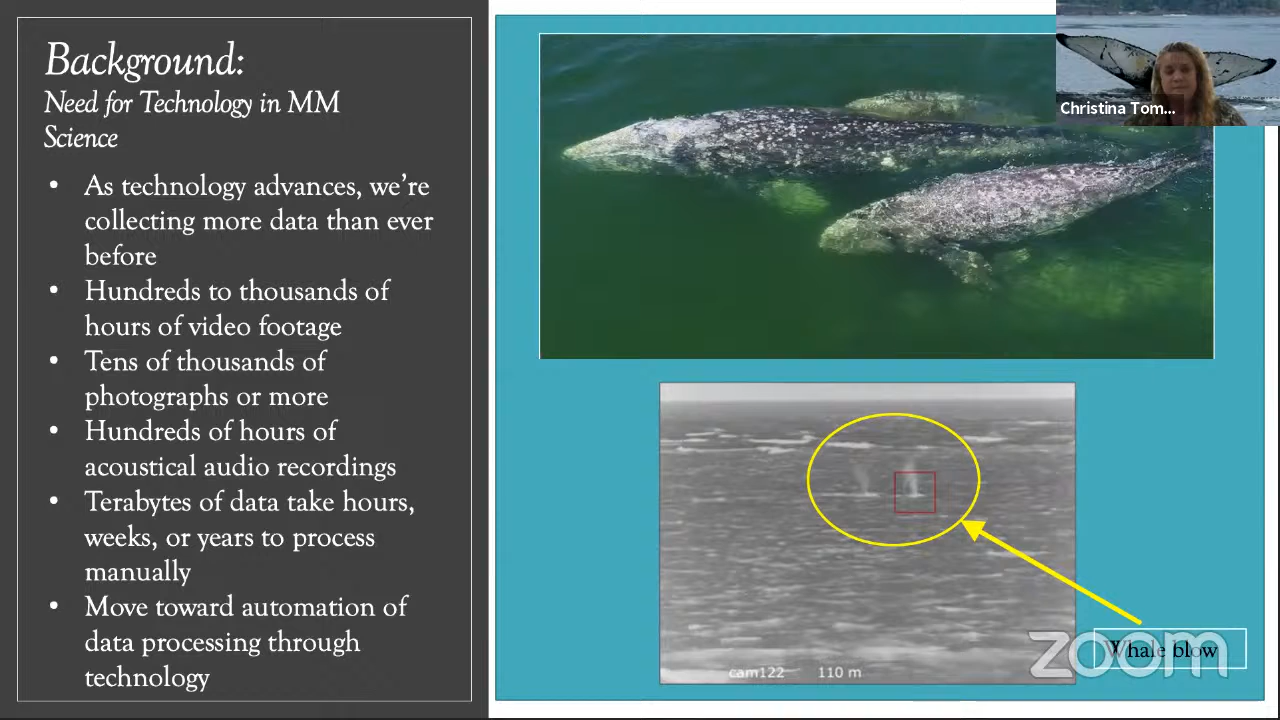 Background:
Need for Technology in MM
Science
• As technology advances, we're
collecting more data than ever
before
• Hundreds to thousands of
hours of video footage
• Tens of thousands of
photographs or more
• Hundreds of hours of
acoustical audio recordings
• Terabytes of data take hours,
weeks, or years to process
manually
• Move toward automation of
data processing through
technology
Christina Tom...
cam122 110 m
Whale blow
zoom